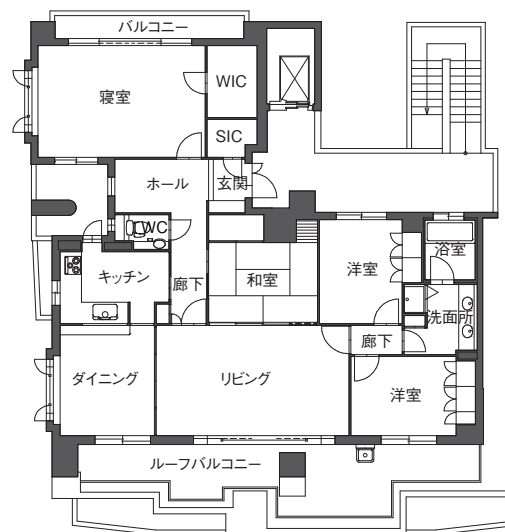 バルコニー
WIC
寝室
SIC
ホール
玄関
WC
浴室
キッチン
廊下
和室
洋室
洗面所
廊下
ダイニング
リビング
洋室
ルーフバルコニー